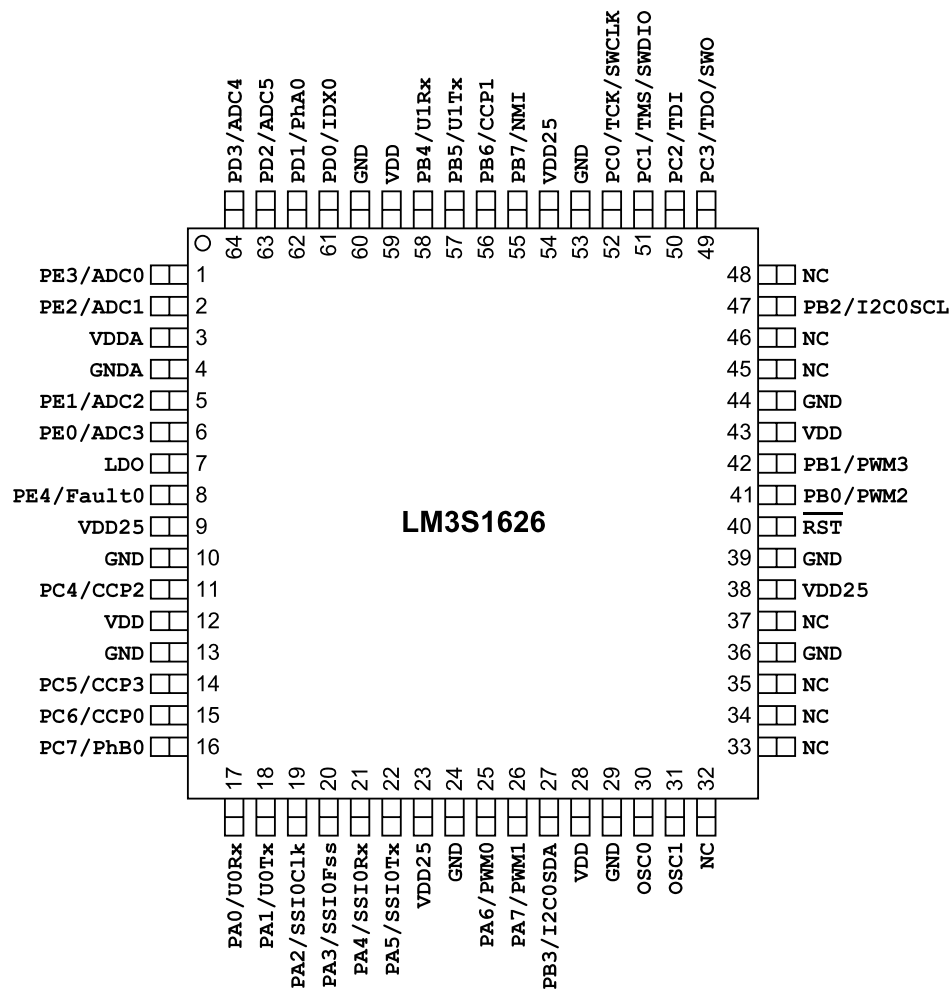 PD3/ADC4
PD2/ADC5
PD1/PhA0
PD0/IDX0
GND
VDD
PB4/U1Rx
PB5/U1Tx
PB6/CCP1
PB7/NMI
VDD25
GND
PC0/TCK/SWCLK
PC1/TMS/SWDIO
PC2/TDI
PC3/TDO/SWO
64 63 62 61 60 59 58 57 56 55 54 53 52 51 50 49
PE3/ADC0 1
PE2/ADC1 2
VDDA 3
GNDA 4
PE1/ADC2 5
PE0/ADC3 6
LDO 7
PE4/Fault0 8
VDD25 9
GND 10
PC4/CCP2 11
VDD 12
GND 13
PC5/CCP3 14
PC6/CCP0 15
PC7/PhB0 16
LM3S1626
48 NC
47 PB2/I2C0SCL
46 NC
45 NC
44 GND
43 VDD
42 PB1/PWM3
41 PB0/PWM2
40 RST
39 GND
38 VDD25
37 NC
36 GND
35 NC
34 NC
33 NC
17 18 19 20 21 22 23 24 25 26 27 28 29 30 31 32
PA0/U0Rx
PA1/U0Tx
PA2/SSI0Clk
PA3/SSI0Fss
PA4/SSI0Rx
PA5/SSI0Tx
VDD25
GND
PA6/PWM0
PA7/PWM1
PB3/I2C0SDA
VDD
GND
OSC0
OSC1
NC